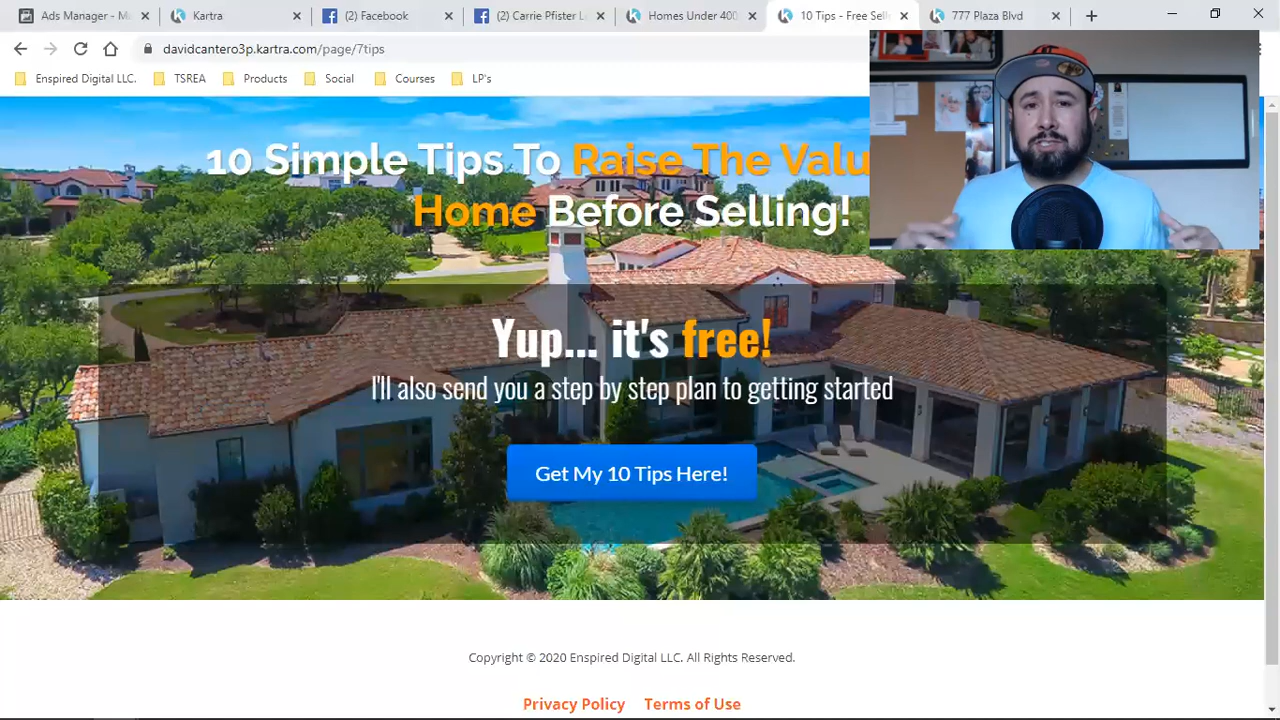 Ads Manager - Ma
Kartra
(2) Facebook
(2) Carrie Pfister L
Homes Under 400
10 Tips - Free Sell
777 Plaza Blvd
davidcantero3p.kartra.com/page/7tips
Enspired Digital LLC.
TSREA
Products
Social
Courses
LP's
10 Simple Tips To Raise The Valu
Home Before Selling!
Yup... it's free!
I'll also send you a step by step plan to getting started
Get My 10 Tips Here!
Copyright © 2020 Enspired Digital LLC. All Rights Reserved.
Privacy Policy Terms of Use